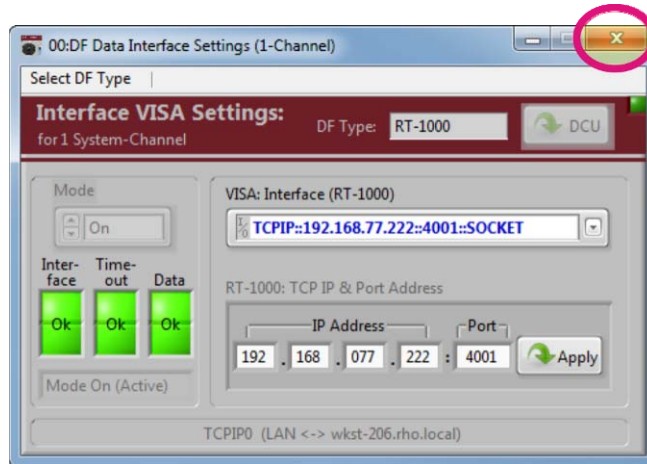 00:DF Data Interface Settings (1-Channel)
Select DF Type
Interface VISA Settings:
for 1 System-Channel
DF Type: RT-1000
DCU
Mode
On
Inter-face Time-out Data
Ok Ok Ok
Mode On (Active)
VISA: Interface (RT-1000)
I/O TCPIP::192.168.77.222::4001::SOCKET
RT-1000: TCP IP & Port Address
IP Address Port
192 . 168 . 077 . 222 : 4001 Apply
TCPIP0 (LAN <-> wkst-206.rho.local)